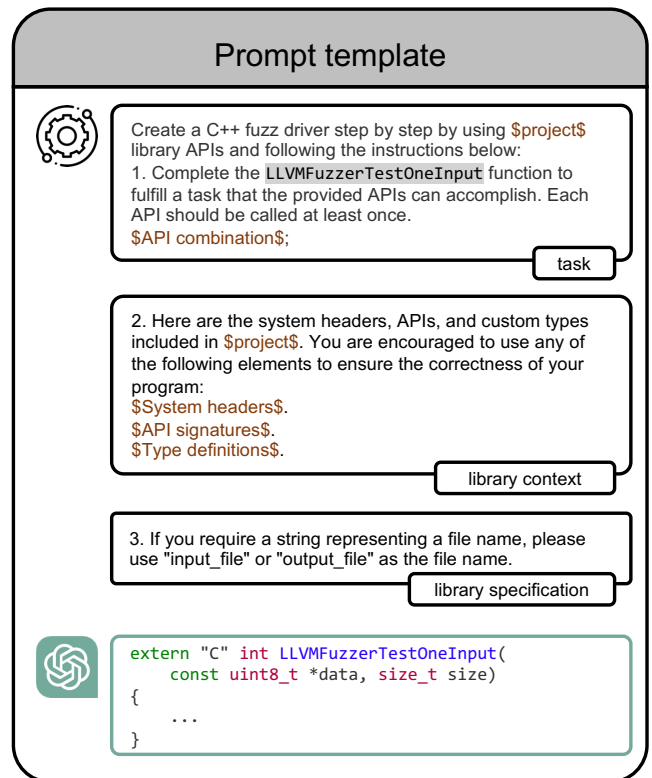 Prompt template
Create a C++ fuzz driver step by step by using $project$
library APIs and following the instructions below:
1. Complete the LLVMFuzzerTestOneInput function to
fulfill a task that the provided APIs can accomplish. Each
API should be called at least once.
$API combination$;
task
2. Here are the system headers, APIs, and custom types
included in $project$. You are encouraged to use any of
the following elements to ensure the correctness of your
program:
$System headers$.
$API signatures$.
$Type definitions$.
library context
3. If you require a string representing a file name, please
use "input_file" or "output_file" as the file name.
library specification
extern "C" int LLVMFuzzerTestOneInput(
    const uint8_t *data, size_t size)
{
    ...
}